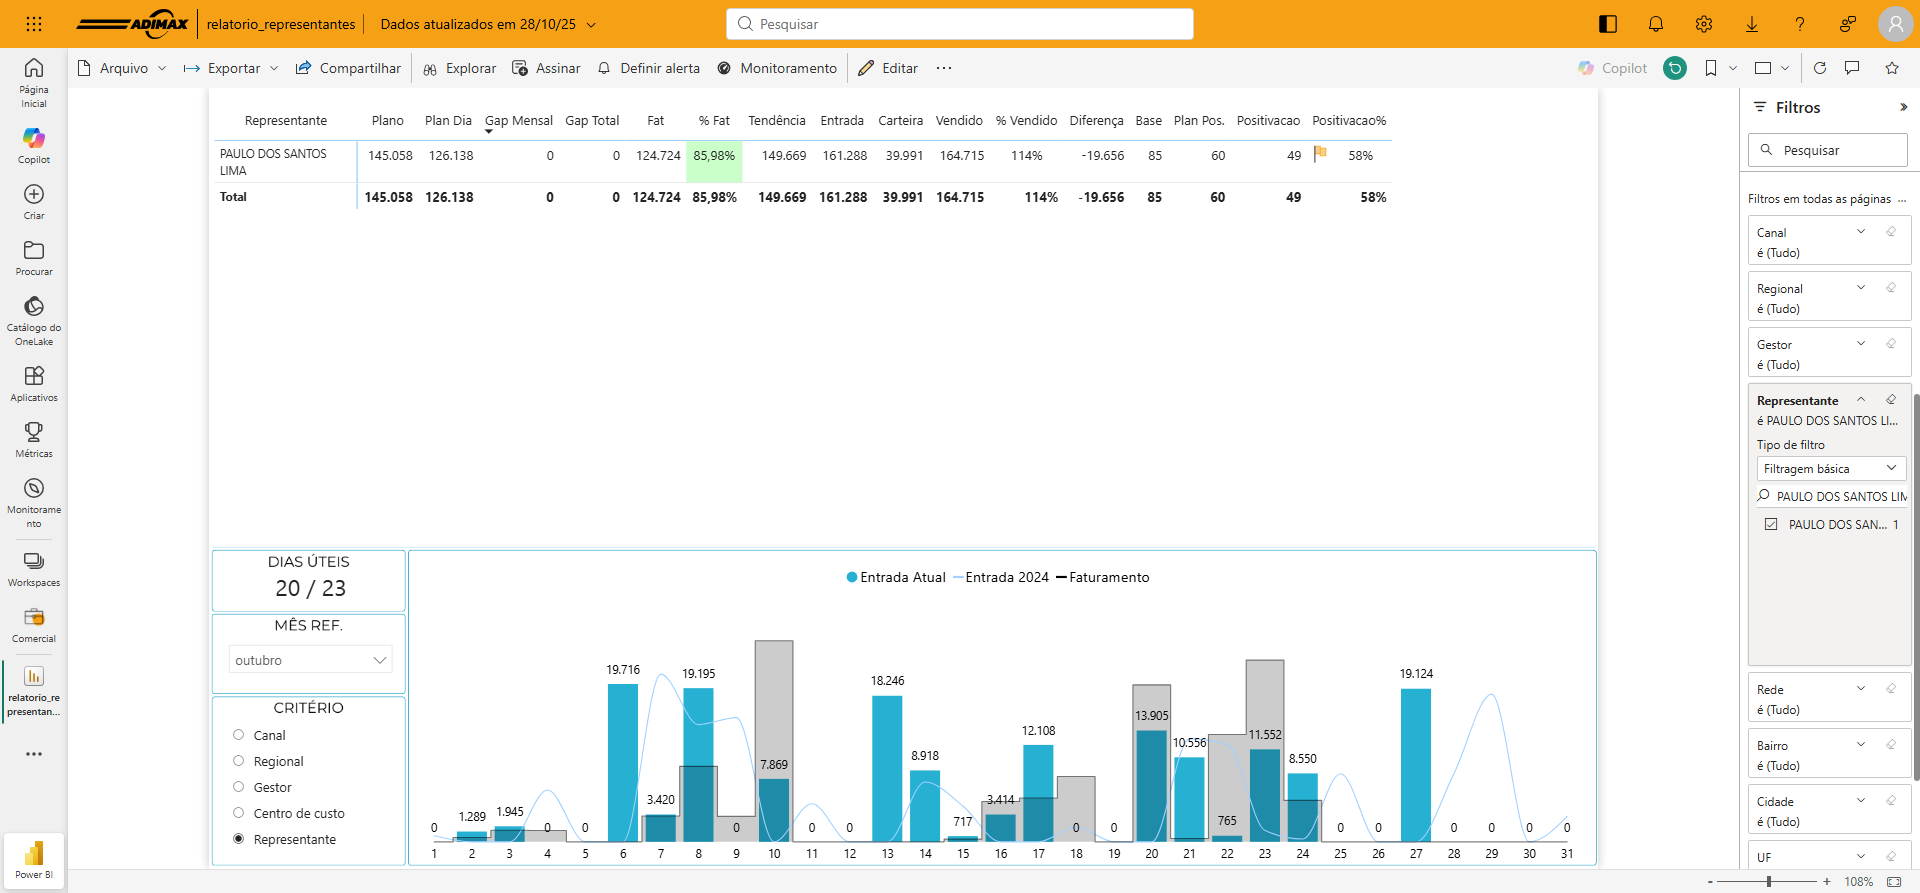 ADIMAX relatorio_representantes Dados atualizados em 28/10/25 Pesquisar
Arquivo Exportar Compartilhar Explorar Assinar Definir alerta Monitoramento Editar ... Copilot
Página
Inicial
Copilot
Criar
Procurar
Catálogo do
OneLake
Aplicativos
Métricas
Monitorame
nto
Workspaces
Comercial
relatorio_re
presentan...
Power BI
Representante Plano Plan Dia Gap Mensal Gap Total Fat % Fat Tendência Entrada Carteira Vendido % Vendido Diferença Base Plan Pos. Positivacao Positivacao%
PAULO DOS SANTOS
LIMA
145.058 126.138 0 0 124.724 85,98% 149.669 161.288 39.991 164.715 114% -19.656 85 60 49 58%
Total 145.058 126.138 0 0 124.724 85,98% 149.669 161.288 39.991 164.715 114% -19.656 85 60 49 58%
DIAS ÚTEIS
20 / 23
MÊS REF.
outubro
CRITÉRIO
Canal
Regional
Gestor
Centro de custo
Representante
Entrada Atual Entrada 2024 Faturamento
0 1.289 1.945 0 0 19.716 3.420 19.195 0 7.869 0 0 18.246 8.918 717 3.414 12.108 0 0 13.905 10.556 765 11.552 8.550 0 0 19.124 0 0 0 0
1 2 3 4 5 6 7 8 9 10 11 12 13 14 15 16 17 18 19 20 21 22 23 24 25 26 27 28 29 30 31
Filtros
Pesquisar
Filtros em todas as páginas ...
Canal
é (Tudo)
Regional
é (Tudo)
Gestor
é (Tudo)
Representante
é PAULO DOS SANTOS LI...
Tipo de filtro
Filtragem básica
PAULO DOS SANTOS LIM
PAULO DOS SAN... 1
Rede
é (Tudo)
Bairro
é (Tudo)
Cidade
é (Tudo)
UF
- + 108%